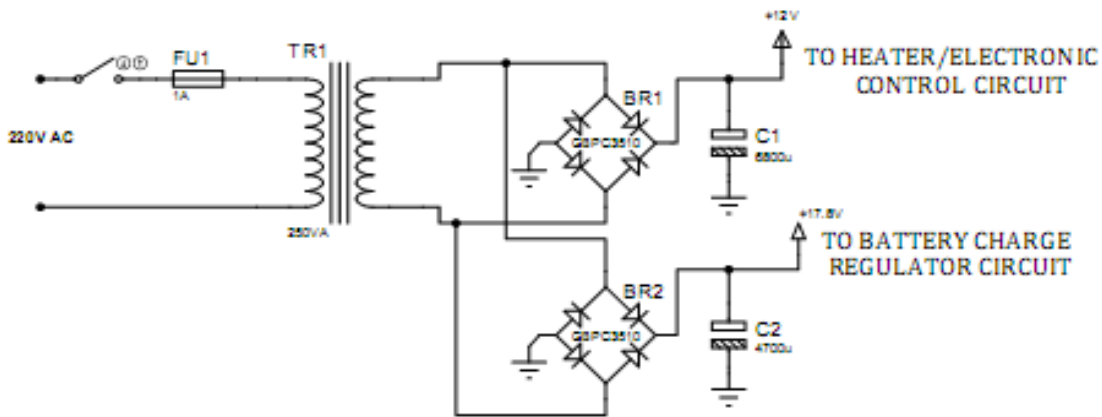 +12V
TO HEATER/ELECTRONIC
CONTROL CIRCUIT
FU1
1A
TR1
220V AC
250VA
BR1
GBPC3510
C1
6800u
+17.8V
TO BATTERY CHARGE
REGULATOR CIRCUIT
BR2
GBPC3510
C2
4700u